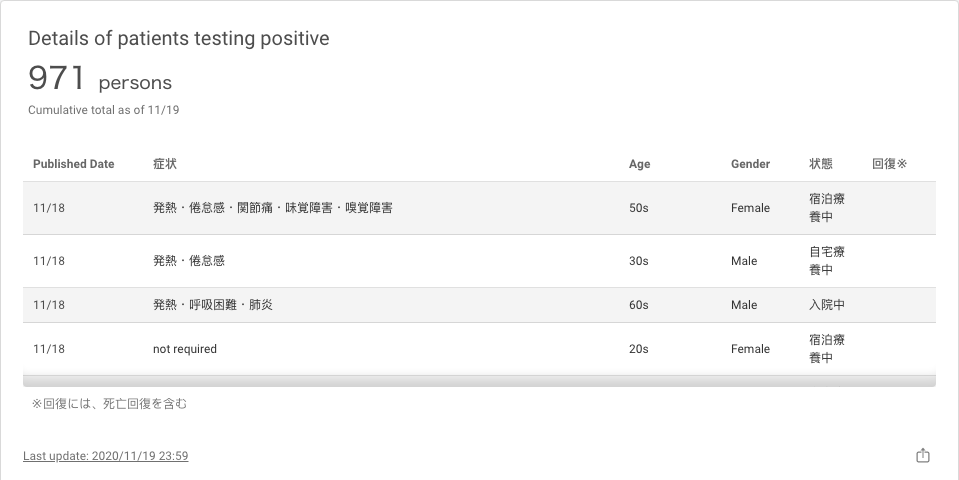 Details of patients testing positive
971 persons
Cumulative total as of 11/19
Published Date 症状 Age Gender 状態 回復※
11/18 発熱・倦怠感・関節痛・味覚障害・嗅覚障害 50s Female 宿泊療
養中
11/18 発熱・倦怠感 30s Male 自宅療
養中
11/18 発熱・呼吸困難・肺炎 60s Male 入院中
11/18 not required 20s Female 宿泊療
養中
※回復には、死亡回復を含む
Last update: 2020/11/19 23:59